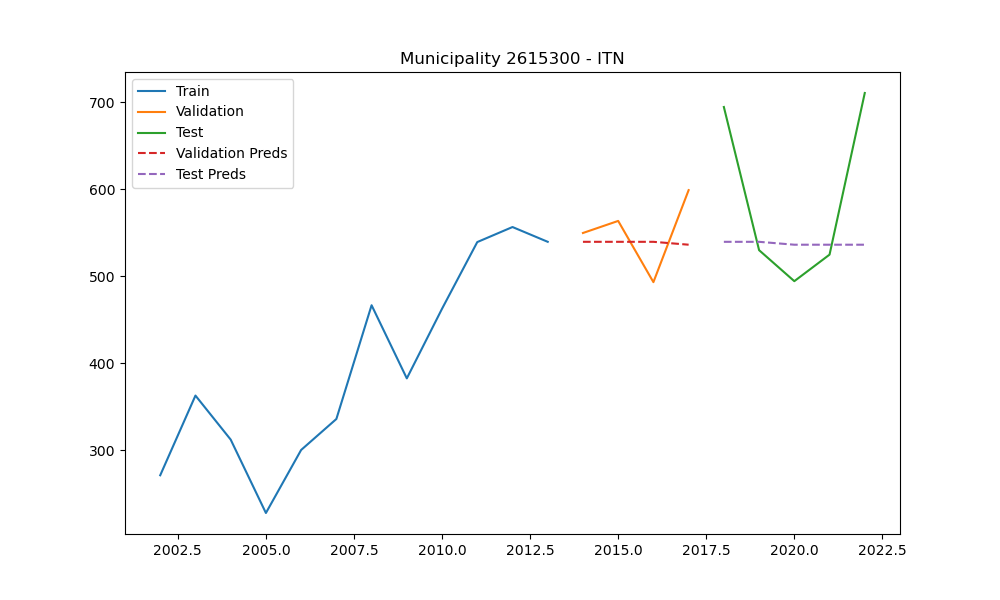 Municipality 2615300 - ITN
Train
Validation
Test
Validation Preds
Test Preds
700
600
500
400
300
2002.5 2005.0 2007.5 2010.0 2012.5 2015.0 2017.5 2020.0 2022.5